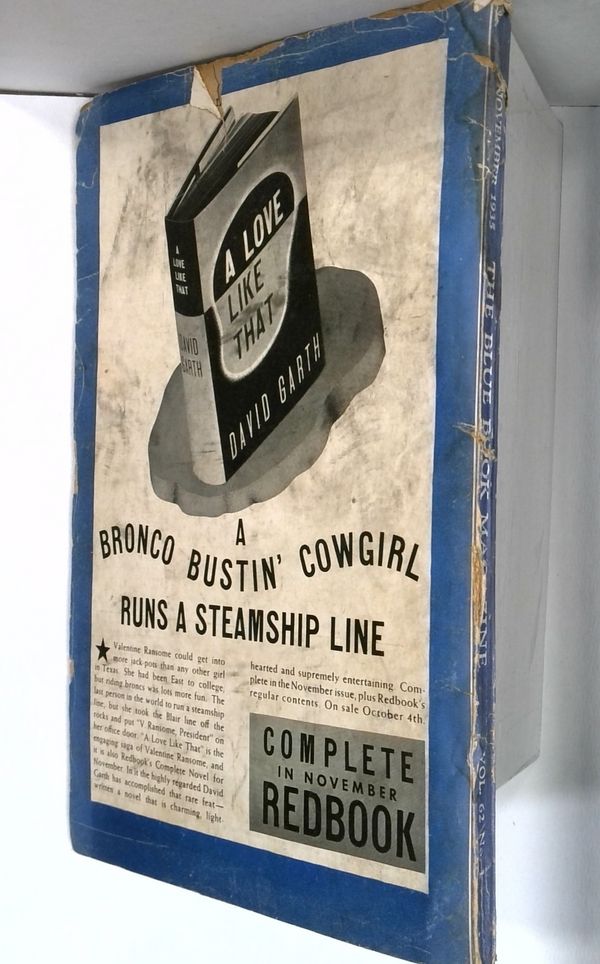 A
LOVE
LIKE
THAT
DAVID
GARTH
A LOVE
LIKE
THAT
DAVID GARTH
A
BRONCO BUSTIN' COWGIRL
RUNS A STEAMSHIP LINE
★ Valentine Ransome could get into
more jack-pots than any other girl
in Texas. She had been East to college,
but riding broncs was lots more fun. The
last person in the world to run a steamship
line, but she took the Blair line off the
rocks and put "V. Ransome, President" on
her office door. "A Love Like That" is the
engaging saga of Valentine Ransome, and
it is also Redbook's Complete Novel for
November. In it the highly regarded David
Garth has accomplished that rare feat—
written a novel that is charming, light-
hearted and supremely entertaining. Com-
plete in the November issue, plus Redbook's
regular contents. On sale October 4th.
COMPLETE
IN NOVEMBER
REDBOOK
NOVEMBER 1935
THE BLUE BOOK MAGAZINE
VOL. 62 No.